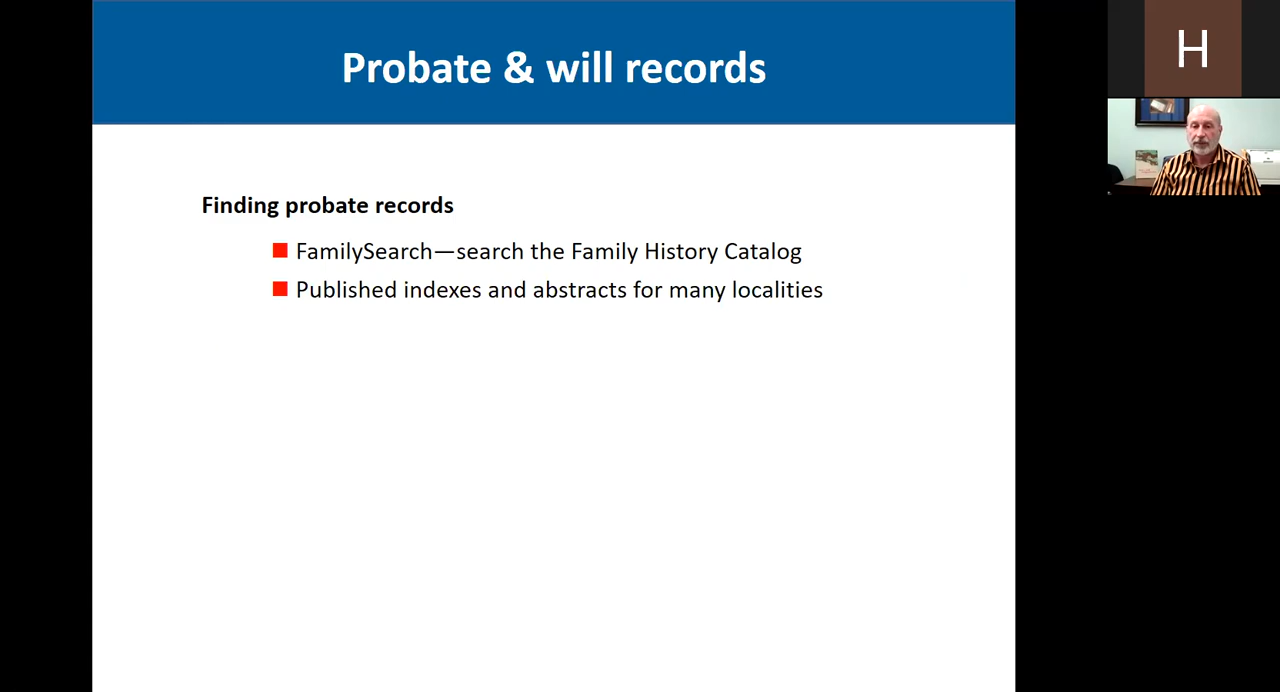 Probate & will records
H
Finding probate records
FamilySearch—search the Family History Catalog
Published indexes and abstracts for many localities